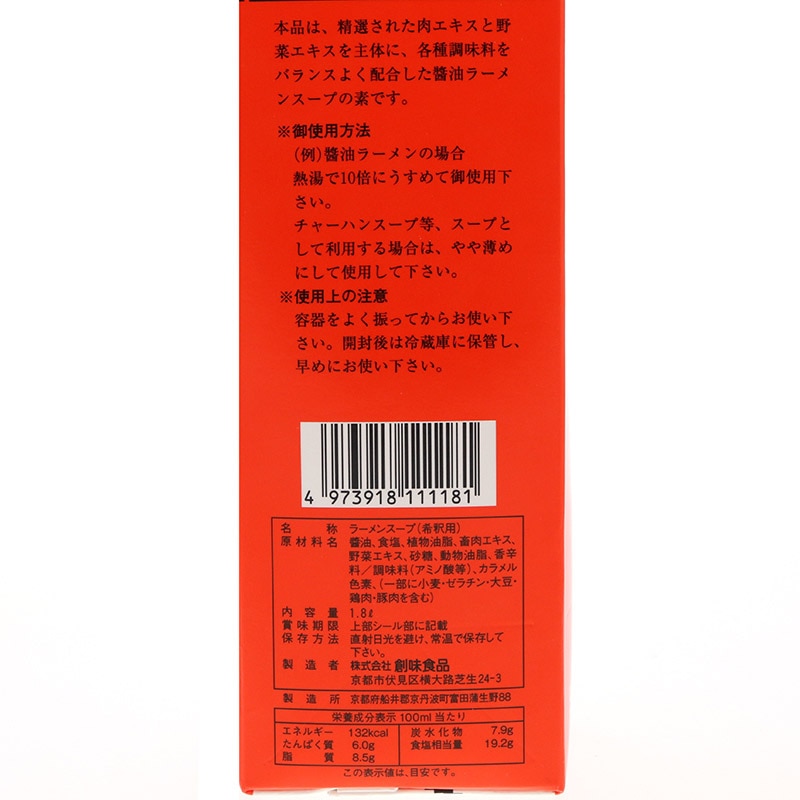 本品は、精選された肉エキスと野
菜エキスを主体に、各種調味料を
バランスよく配合した醬油ラーメ
ンスープの素です。
※御使用方法
(例)醬油ラーメンの場合
熱湯で10倍にうすめて御使用下
さい。
チャーハンスープ等、スープと
して利用する場合は、やや薄め
にして使用して下さい。
※使用上の注意
容器をよく振ってからお使い下
さい。開封後は冷蔵庫に保管し、
早めにお使い下さい。
4 973918 111181
名称 ラーメンスープ(希釈用)
原材料名 醬油、食塩、植物油脂、畜肉エキス、
野菜エキス、砂糖、動物油脂、香辛
料／調味料(アミノ酸等)、カラメル
色素、(一部に小麦・ゼラチン・大豆・
鶏肉・豚肉を含む)
内容量 1.8ℓ
賞味期限 上部シール部に記載
保存方法 直射日光を避け、常温で保存して
下さい。
製造者 株式会社 創味食品
京都市伏見区横大路芝生24-3
製造所 京都府船井郡京丹波町富田蒲生野88
栄養成分表示 100ml当たり
エネルギー 132kcal 炭水化物 7.9g
たんぱく質 6.0g 食塩相当量 19.2g
脂質 8.5g
この表示値は、目安です。